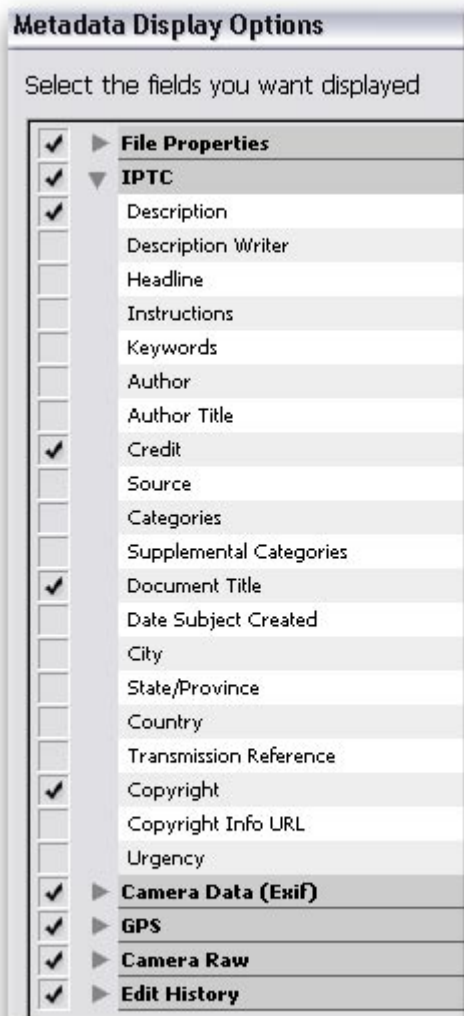 Metadata Display Options
Select the fields you want displayed
File Properties
IPTC
Description
Description Writer
Headline
Instructions
Keywords
Author
Author Title
Credit
Source
Categories
Supplemental Categories
Document Title
Date Subject Created
City
State/Province
Country
Transmission Reference
Copyright
Copyright Info URL
Urgency
Camera Data (Exif)
GPS
Camera Raw
Edit History